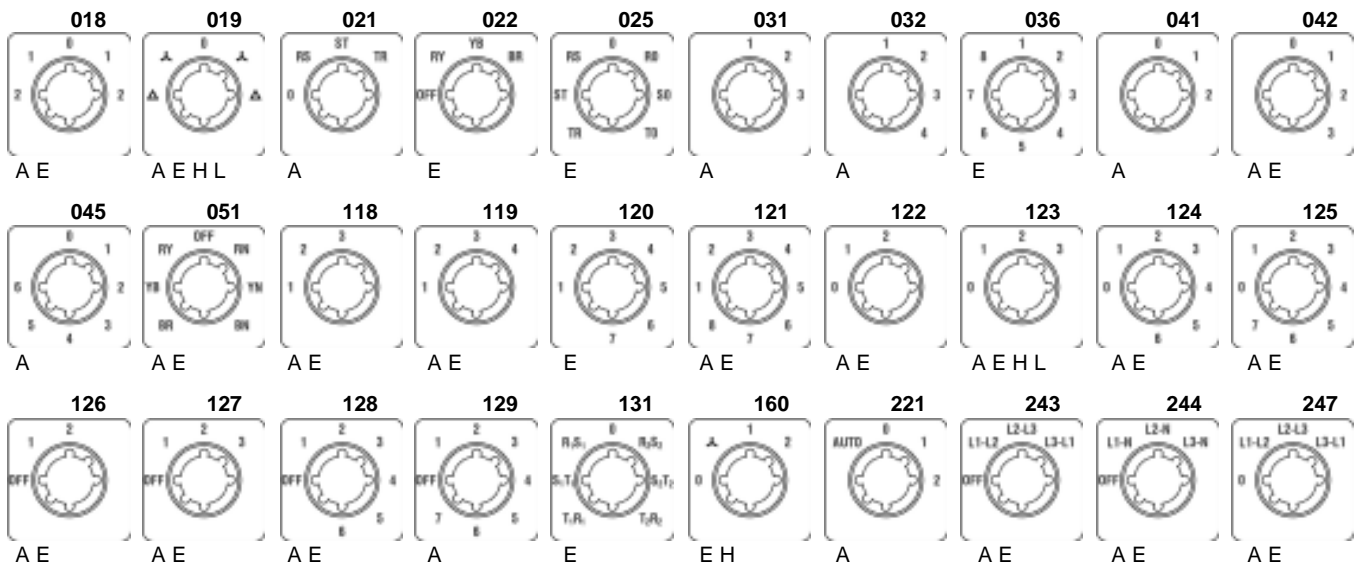 018 019 021 022 025 031 032 036 041 042
0 0 ST YB 0 1 1 1 0 0
1 1 ⅄ ⅄ RS TR RY BR RS R0 2 2 8 2 1 1
2 2 △ △ 0 OFF ST S0 3 3 7 3 2 2
TR T0 4 6 4 3
5
A E A E H L A E E A A E A A E
045 051 118 119 120 121 122 123 124 125
0 OFF 3 3 3 3 2 2 2 2
1 RY RN 2 2 4 2 4 2 4 1 1 3 1 3 1 3
6 2 YB YN 1 1 1 5 1 5 0 0 0 4 0 4
5 3 BR BN 6 8 6 5 7 5
4 7 7 6 6
A A E A E A E E A E A E A E H L A E A E
126 127 128 129 131 160 221 243 244 247
2 2 2 2 0 1 0 L2-L3 L2-N L2-L3
1 1 3 1 3 1 3 R₁S₁ R₂S₂ ⅄ 2 AUTO 1 L1-L2 L3-L1 L1-N L3-N L1-L2 L3-L1
OFF OFF OFF 4 OFF 4 S₁T₁ S₂T₂ 0 2 OFF OFF 0
5 7 5 T₁R₁ T₂R₂
6 6
A E A E A E A E E H A A E A E A E